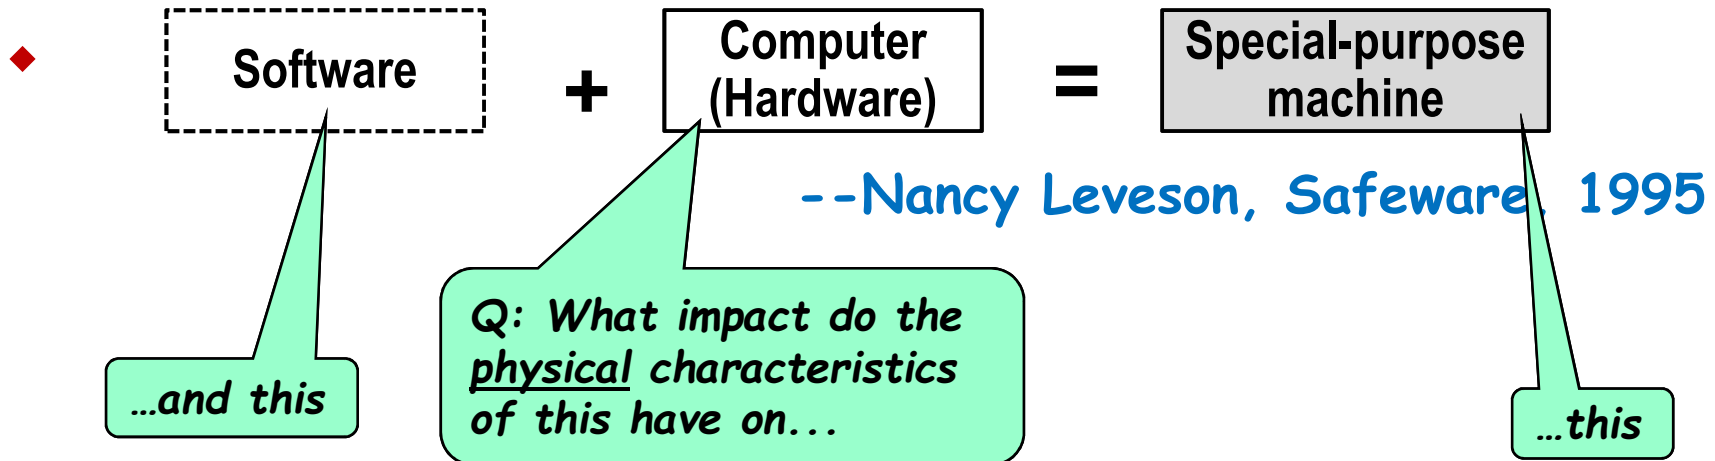 Software
+
Computer
(Hardware)
=
Special-purpose
machine
--Nancy Leveson, Safeware, 1995
Q: What impact do the
physical characteristics
of this have on...
...and this
...this